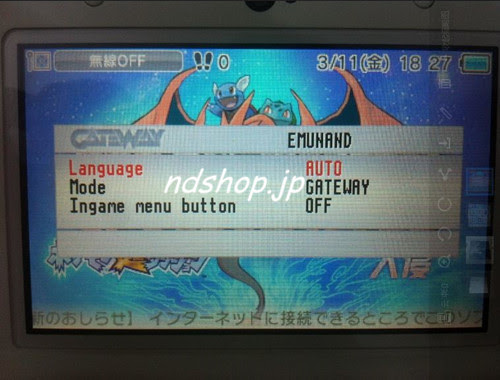 無線OFF 0 3/11(金) 18 27
GATEWAY EMUNAND
Language AUTO
Mode GATEWAY
Ingame menu button OFF
ndshop.jp
新のおしらせ】 インターネットに接続できるところでこのソフ